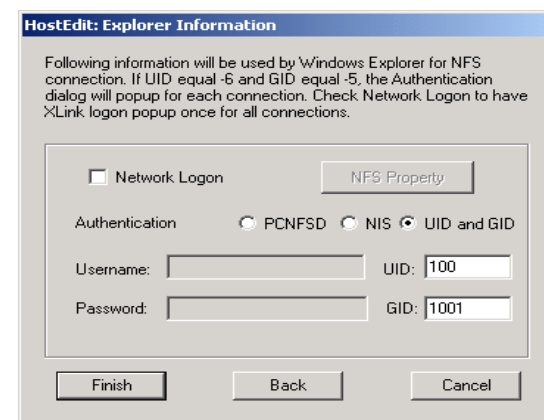 HostEdit: Explorer Information
Following information will be used by Windows Explorer for NFS
connection. If UID equal -6 and GID equal -5, the Authentication
dialog will popup for each connection. Check Network Logon to have
XLink logon popup once for all connections.
Network Logon NFS Property
Authentication PCNFSD NIS UID and GID
Username: UID: 100
Password: GID: 1001
Finish Back Cancel